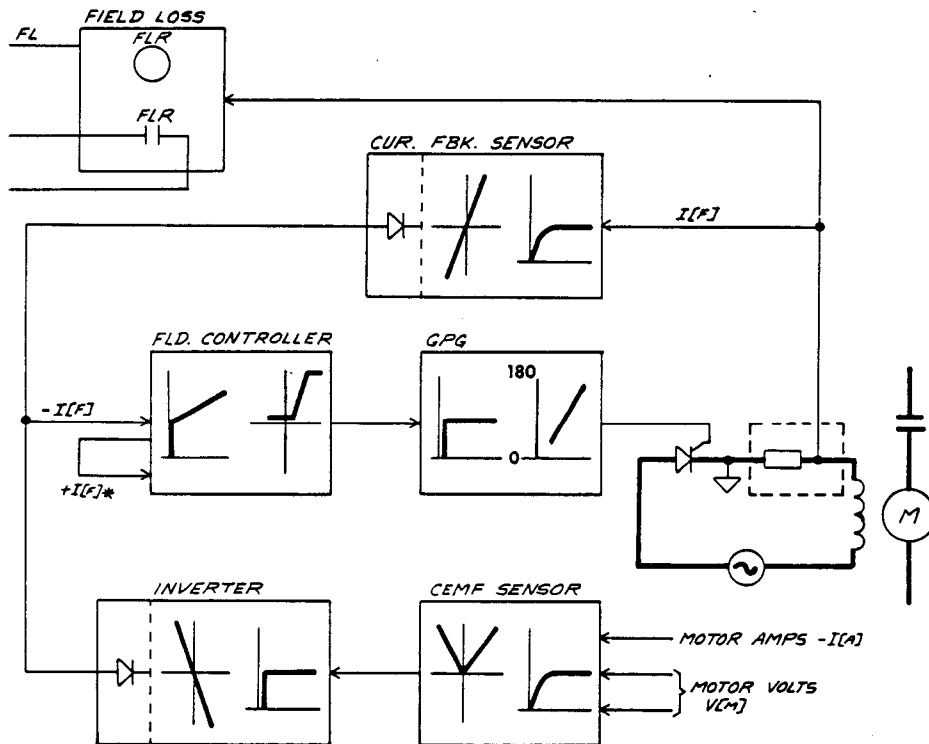 FIELD LOSS
FL
FLR
FLR
CUR. FBK. SENSOR
I[F]
FLD. CONTROLLER
GPG
180
-I[F]
0
+I[F]*
M
INVERTER
CEMF SENSOR
MOTOR AMPS -I[A]
MOTOR VOLTS
V[M]